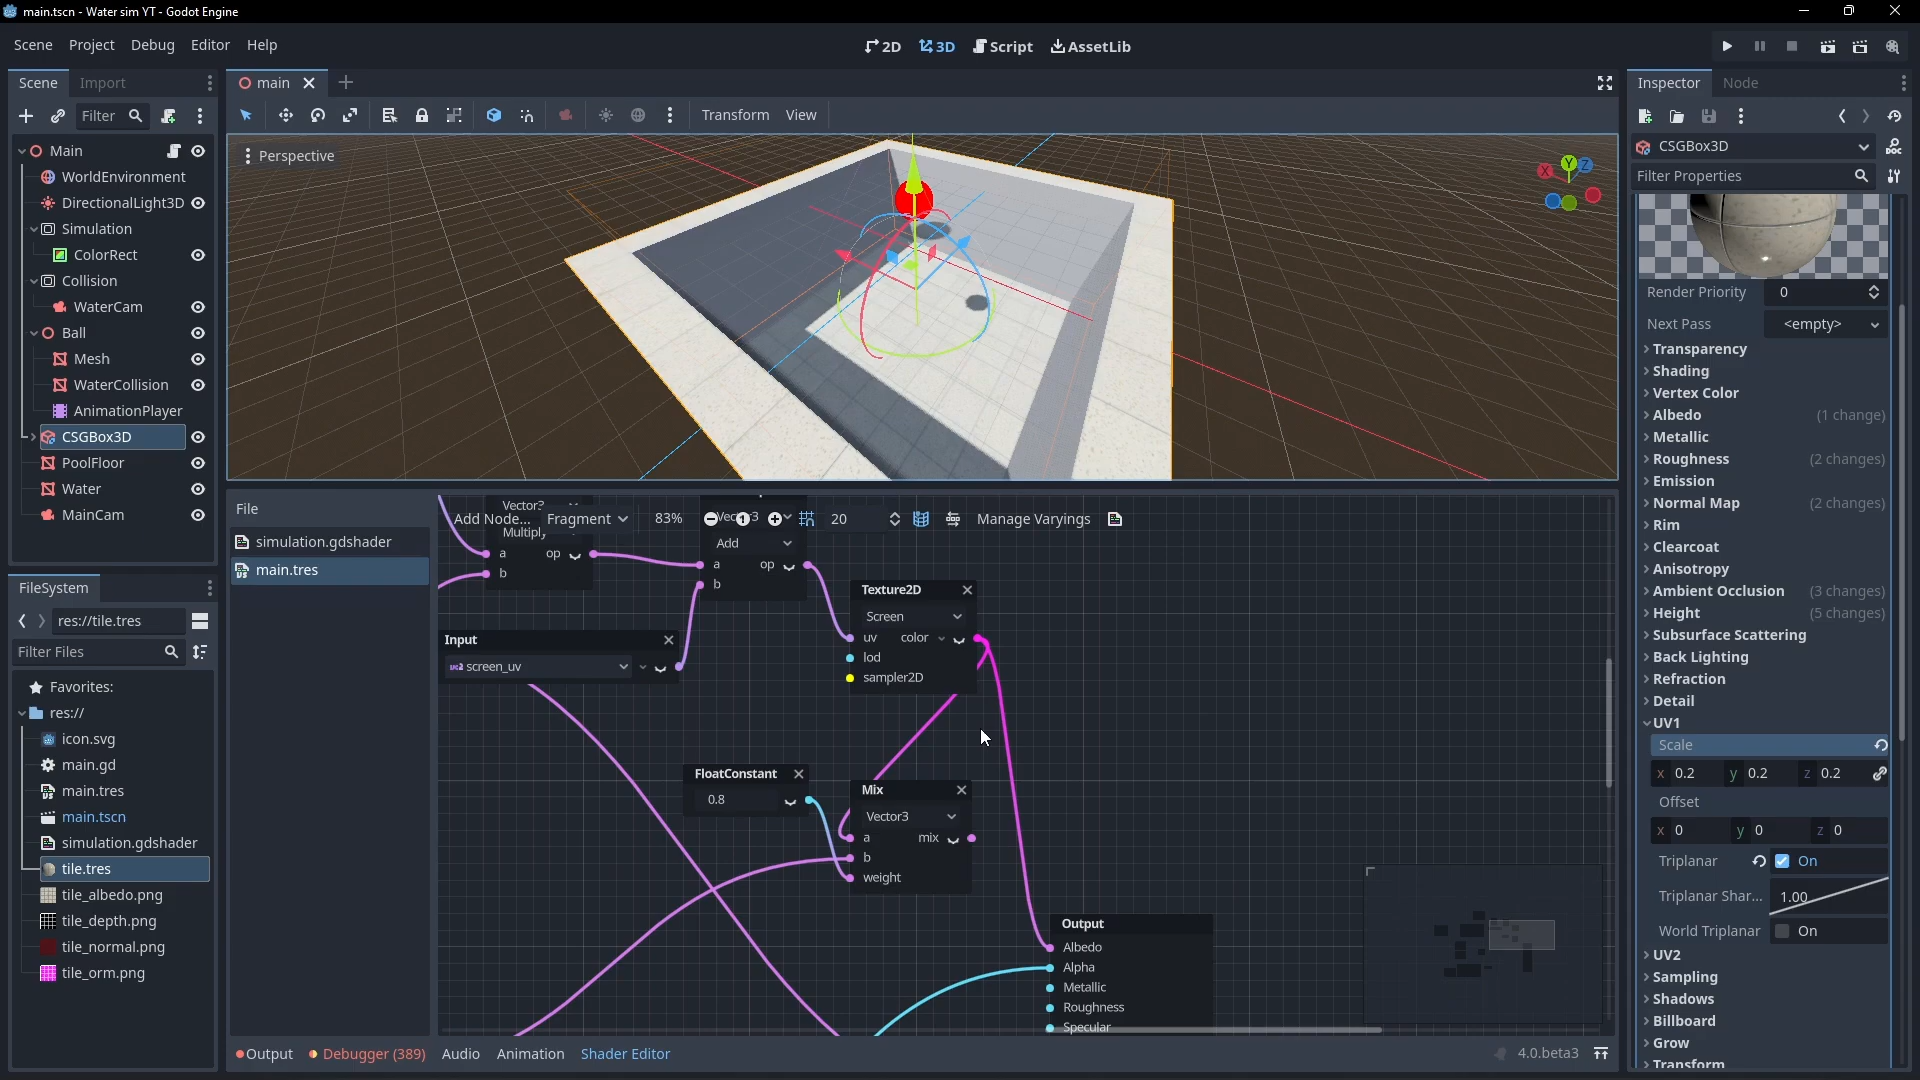 main.tscn - Water sim YT - Godot Engine
Scene Project Debug Editor Help
2D 3D Script AssetLib
Scene Import
main
Inspector Node
Filter
Transform View
CSGBox3D
Filter Properties
Perspective
X Y Z
Main
WorldEnvironment
DirectionalLight3D
Simulation
ColorRect
Collision
WaterCam
Ball
Mesh
WaterCollision
AnimationPlayer
CSGBox3D
PoolFloor
Water
MainCam
FileSystem
res://tile.tres
Filter Files
Favorites:
res://
icon.svg
main.gd
main.tres
main.tscn
simulation.gdshader
tile.tres
tile_albedo.png
tile_depth.png
tile_normal.png
tile_orm.png
File
simulation.gdshader
main.tres
Add Node... Fragment 83% 1 20 Manage Varyings
Multiply
a op
b
Add
a op
b
Input
screen_uv
Texture2D
Screen
uv color
lod
sampler2D
FloatConstant
0.8
Mix
Vector3
a mix
b
weight
Output
Albedo
Alpha
Metallic
Roughness
Specular
Output Debugger (389) Audio Animation Shader Editor
4.0.beta3
Render Priority 0
Next Pass <empty>
Transparency
Shading
Vertex Color
Albedo (1 change)
Metallic
Roughness (2 changes)
Emission
Normal Map (2 changes)
Rim
Clearcoat
Anisotropy
Ambient Occlusion (3 changes)
Height (5 changes)
Subsurface Scattering
Back Lighting
Refraction
Detail
UV1
Scale
x 0.2 y 0.2 z 0.2
Offset
x 0 y 0 z 0
Triplanar On
Triplanar Shar... 1.00
World Triplanar On
UV2
Sampling
Shadows
Billboard
Grow
Transform